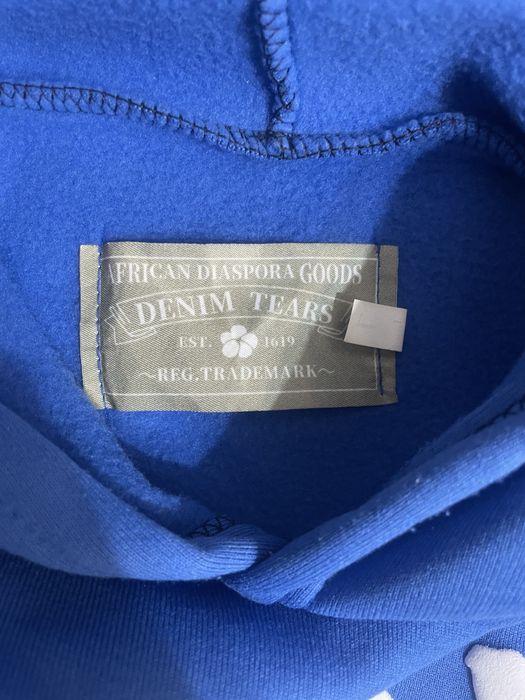 AFRICAN DIASPORA GOODS
DENIM TEARS
EST. 1619
~REG. TRADEMARK~